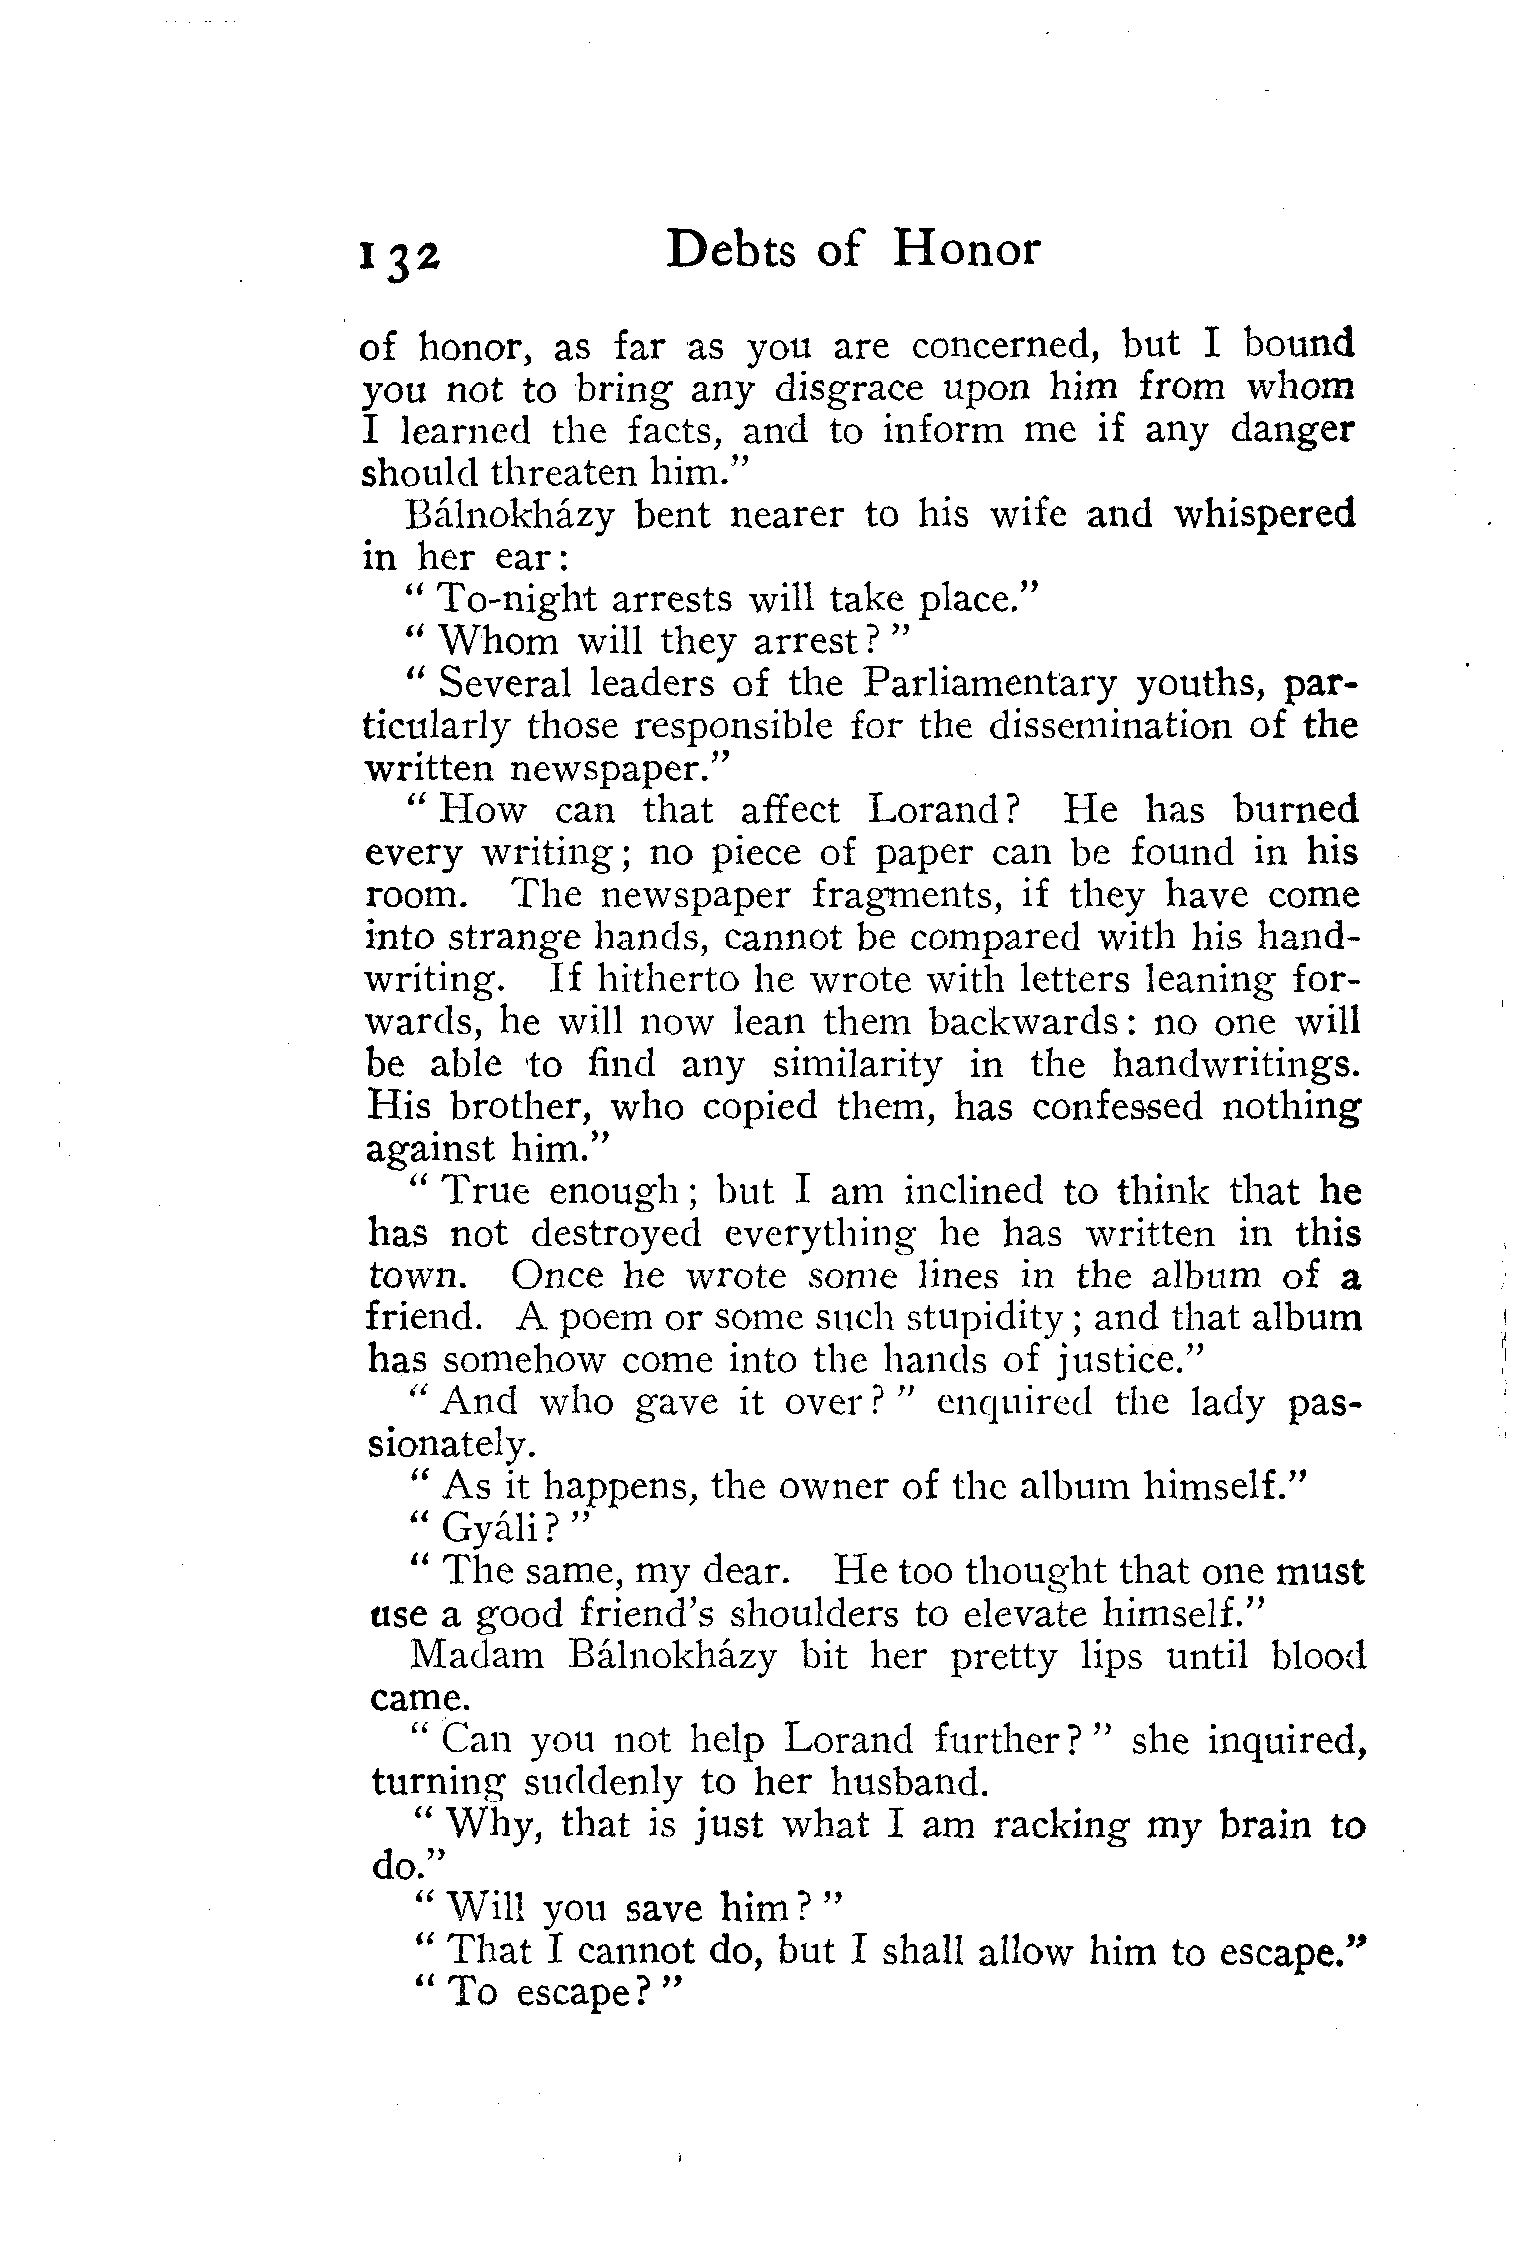 132 Debts of Honor
of honor, as far as you are concerned, but I bound
you not to bring any disgrace upon him from whom
I learned the facts, and to inform me if any danger
should threaten him."
Bálnokházy bent nearer to his wife and whispered
in her ear:
"To-night arrests will take place."
"Whom will they arrest?"
"Several leaders of the Parliamentary youths, par-
ticularly those responsible for the dissemination of the
written newspaper."
"How can that affect Lorand? He has burned
every writing; no piece of paper can be found in his
room. The newspaper fragments, if they have come
into strange hands, cannot be compared with his hand-
writing. If hitherto he wrote with letters leaning for-
wards, he will now lean them backwards: no one will
be able to find any similarity in the handwritings.
His brother, who copied them, has confessed nothing
against him."
"True enough; but I am inclined to think that he
has not destroyed everything he has written in this
town. Once he wrote some lines in the album of a
friend. A poem or some such stupidity; and that album
has somehow come into the hands of justice."
"And who gave it over?" enquired the lady pas-
sionately.
"As it happens, the owner of the album himself."
"Gyáli?"
"The same, my dear. He too thought that one must
use a good friend's shoulders to elevate himself."
Madam Bálnokházy bit her pretty lips until blood
came.
"Can you not help Lorand further?" she inquired,
turning suddenly to her husband.
"Why, that is just what I am racking my brain to
do."
"Will you save him?"
"That I cannot do, but I shall allow him to escape."
"To escape?"